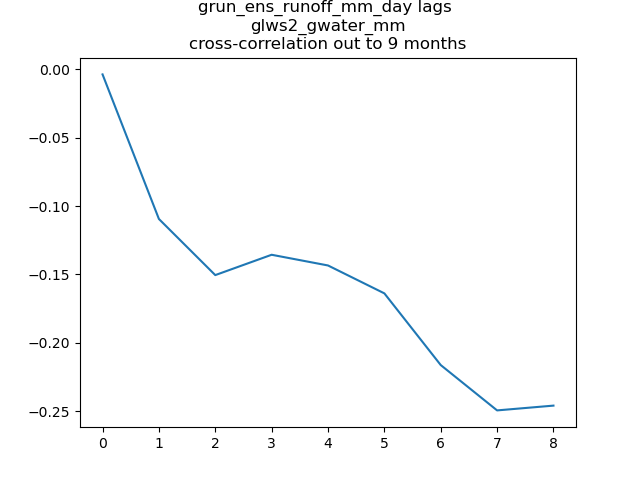 grun_ens_runoff_mm_day lags
glws2_gwater_mm
cross-correlation out to 9 months
0.00
−0.05
−0.10
−0.15
−0.20
−0.25
0 1 2 3 4 5 6 7 8